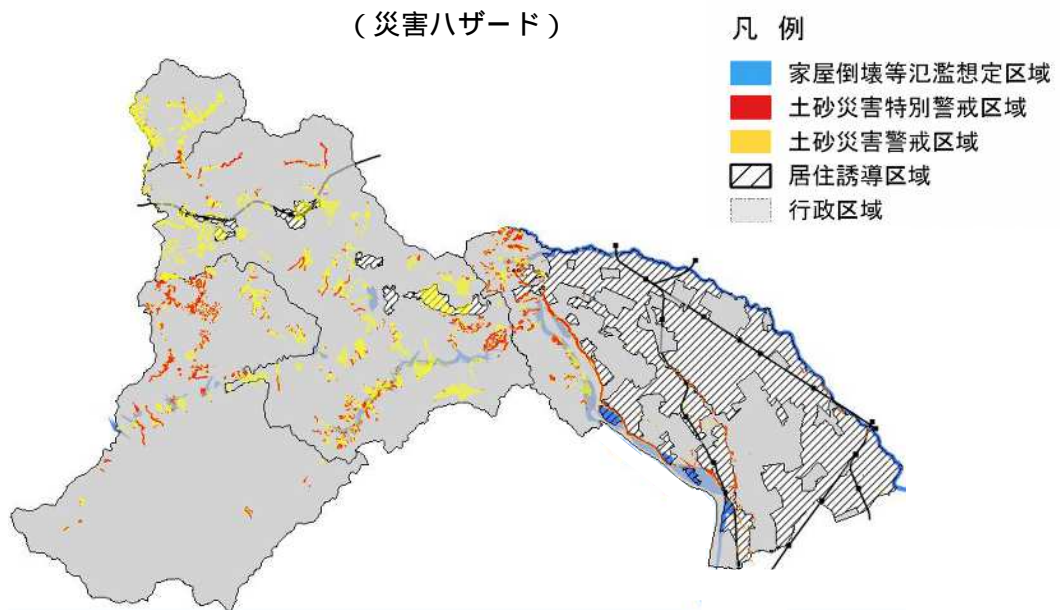 （災害ハザード）
凡 例
家屋倒壊等氾濫想定区域
土砂災害特別警戒区域
土砂災害警戒区域
居住誘導区域
行政区域